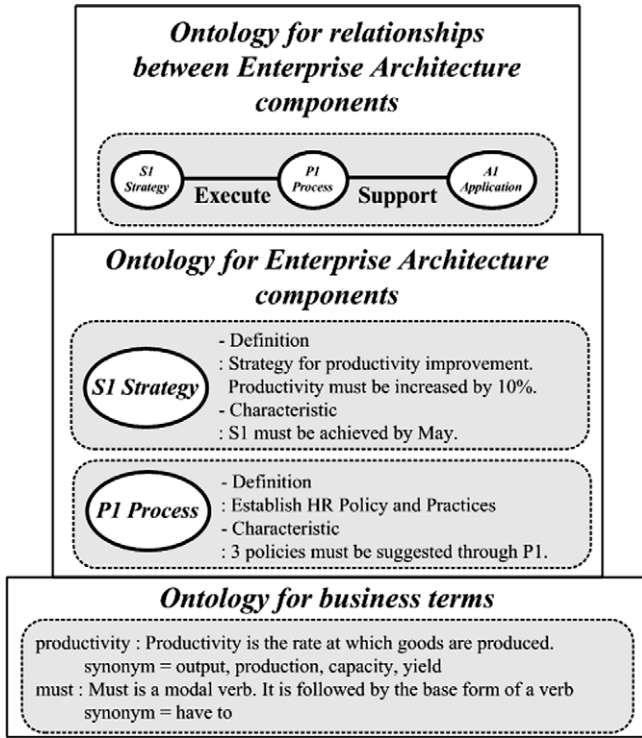 Ontology for relationships
between Enterprise Architecture
components
S1
Strategy
Execute
P1
Process
Support
A1
Application
Ontology for Enterprise Architecture
components
S1 Strategy
- Definition
: Strategy for productivity improvement.
Productivity must be increased by 10%.
- Characteristic
: S1 must be achieved by May.
P1 Process
- Definition
: Establish HR Policy and Practices
- Characteristic
: 3 policies must be suggested through P1.
Ontology for business terms
productivity : Productivity is the rate at which goods are produced.
synonym = output, production, capacity, yield
must : Must is a modal verb. It is followed by the base form of a verb
synonym = have to